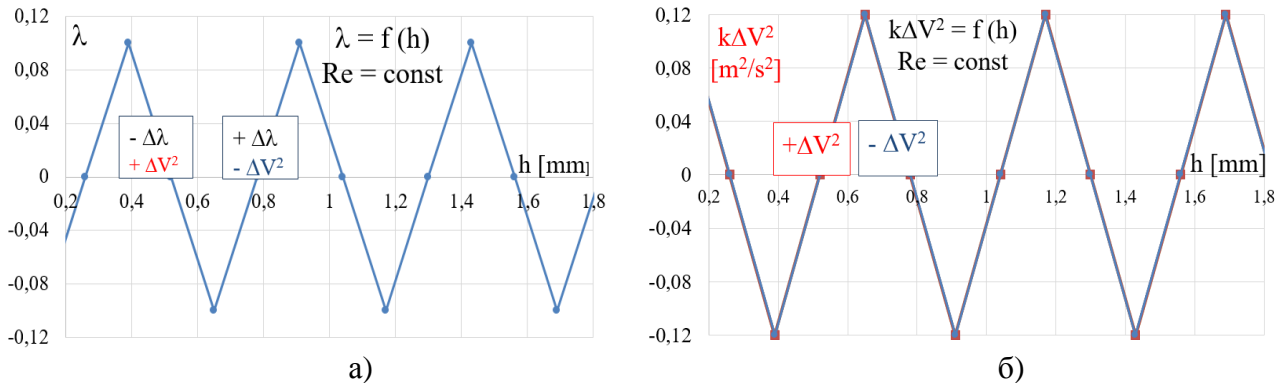 0,12
0,08
0,04
0
-0,04
-0,08
-0,12
λ
λ = f (h)
Re = const
- Δλ
+ ΔV²
+ Δλ
- ΔV²
h [mm]
0,2 0,4 0,6 0,8 1 1,2 1,4 1,6 1,8
а)
0,12
0,08
0,04
0
-0,04
-0,08
-0,12
kΔV²
[m²/s²]
kΔV² = f (h)
Re = const
+ΔV²
- ΔV²
h [mm]
0,2 0,4 0,6 0,8 1 1,2 1,4 1,6 1,8
б)